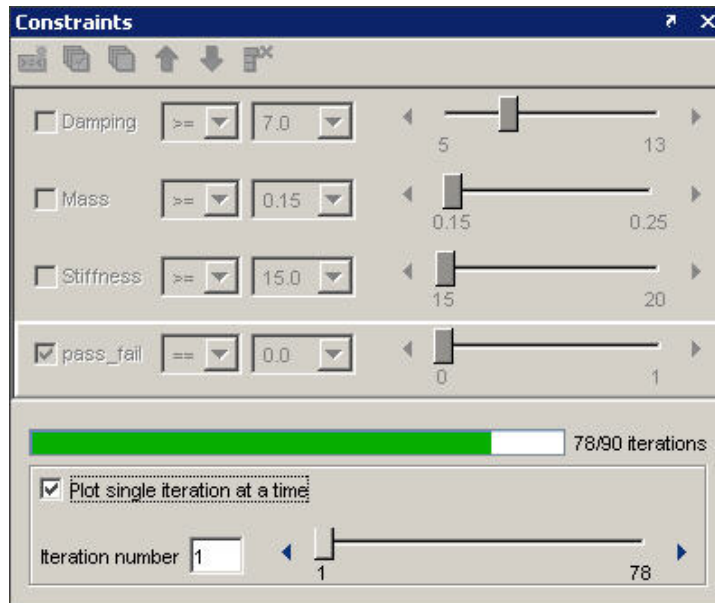 Constraints
Damping >= 7.0
5 13
Mass >= 0.15
0.15 0.25
Stiffness >= 15.0
15 20
pass_fail == 0.0
0 1
78/90 iterations
Plot single iteration at a time
Iteration number 1
1 78